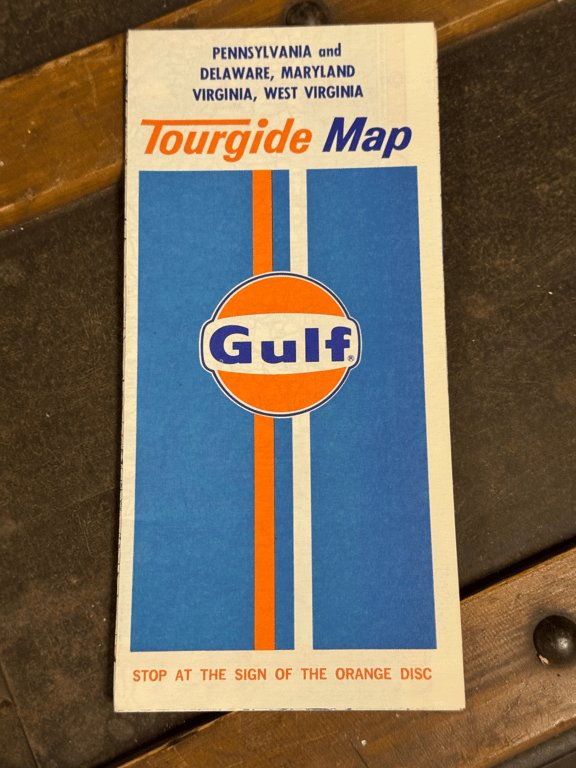 PENNSYLVANIA and
DELAWARE, MARYLAND
VIRGINIA, WEST VIRGINIA
Tourgide Map
Gulf®
STOP AT THE SIGN OF THE ORANGE DISC